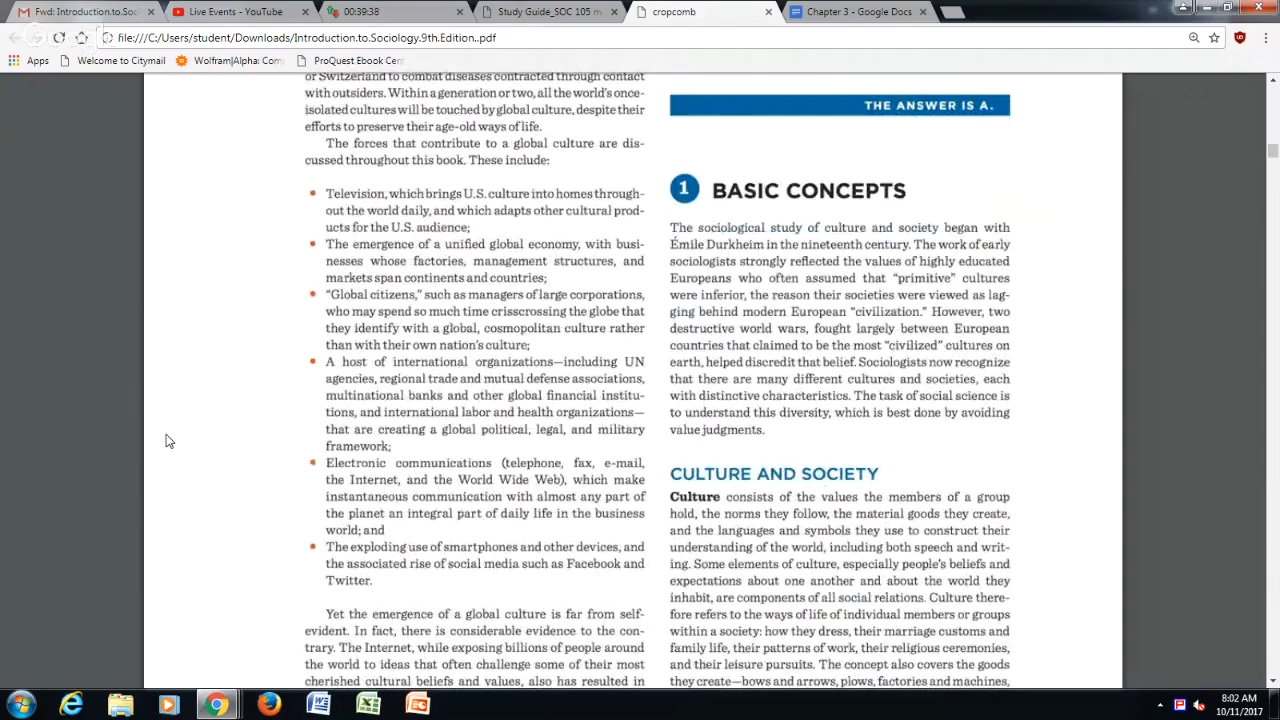 Fwd: Introduction.to.Soc
Live Events - YouTube
00:39:38
Study Guide_SOC 105 m
cropcomb
Chapter 3 - Google Docs
file:///C:/Users/student/Downloads/Introduction.to.Sociology.9th.Edition..pdf
Apps
Welcome to Citymail
Wolfram|Alpha: Com
ProQuest Ebook Cen
or Switzerland to combat diseases contracted through contact
with outsiders. Within a generation or two, all the world's once-
isolated cultures will be touched by global culture, despite their
efforts to preserve their age-old ways of life.
The forces that contribute to a global culture are dis-
cussed throughout this book. These include:
• Television, which brings U.S. culture into homes through-
out the world daily, and which adapts other cultural prod-
ucts for the U.S. audience;
• The emergence of a unified global economy, with busi-
nesses whose factories, management structures, and
markets span continents and countries;
• "Global citizens," such as managers of large corporations,
who may spend so much time crisscrossing the globe that
they identify with a global, cosmopolitan culture rather
than with their own nation's culture;
• A host of international organizations—including UN
agencies, regional trade and mutual defense associations,
multinational banks and other global financial institu-
tions, and international labor and health organizations—
that are creating a global political, legal, and military
framework;
• Electronic communications (telephone, fax, e-mail,
the Internet, and the World Wide Web), which make
instantaneous communication with almost any part of
the planet an integral part of daily life in the business
world; and
• The exploding use of smartphones and other devices, and
the associated rise of social media such as Facebook and
Twitter.
Yet the emergence of a global culture is far from self-
evident. In fact, there is considerable evidence to the con-
trary. The Internet, while exposing billions of people around
the world to ideas that often challenge some of their most
cherished cultural beliefs and values, also has resulted in
THE ANSWER IS A.
1 BASIC CONCEPTS
The sociological study of culture and society began with
Émile Durkheim in the nineteenth century. The work of early
sociologists strongly reflected the values of highly educated
Europeans who often assumed that "primitive" cultures
were inferior, the reason their societies were viewed as lag-
ging behind modern European "civilization." However, two
destructive world wars, fought largely between European
countries that claimed to be the most "civilized" cultures on
earth, helped discredit that belief. Sociologists now recognize
that there are many different cultures and societies, each
with distinctive characteristics. The task of social science is
to understand this diversity, which is best done by avoiding
value judgments.
CULTURE AND SOCIETY
Culture consists of the values the members of a group
hold, the norms they follow, the material goods they create,
and the languages and symbols they use to construct their
understanding of the world, including both speech and writ-
ing. Some elements of culture, especially people's beliefs and
expectations about one another and about the world they
inhabit, are components of all social relations. Culture there-
fore refers to the ways of life of individual members or groups
within a society: how they dress, their marriage customs and
family life, their patterns of work, their religious ceremonies,
and their leisure pursuits. The concept also covers the goods
they create—bows and arrows, plows, factories and machines,
8:02 AM
10/11/2017